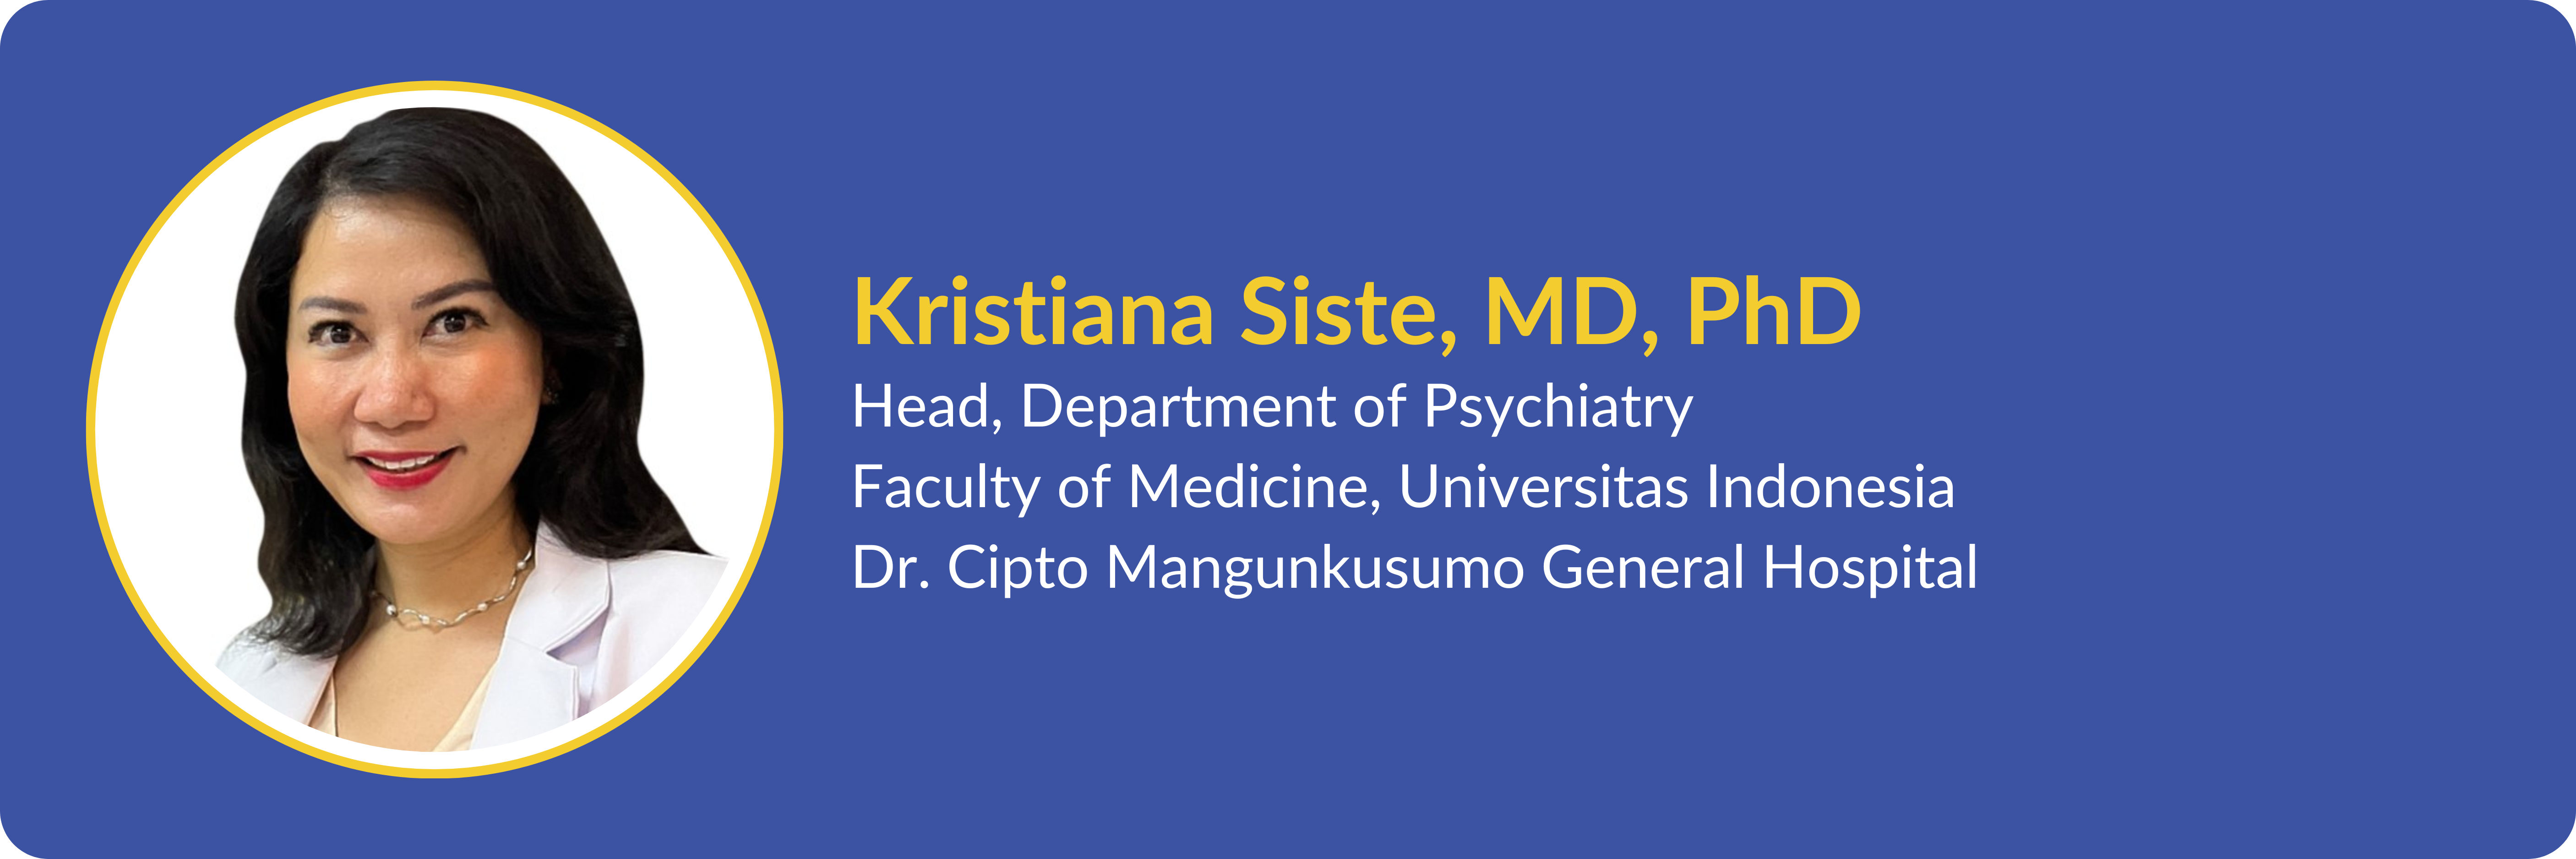 Kristiana Siste, MD, PhD
Head, Department of Psychiatry
Faculty of Medicine, Universitas Indonesia
Dr. Cipto Mangunkusumo General Hospital